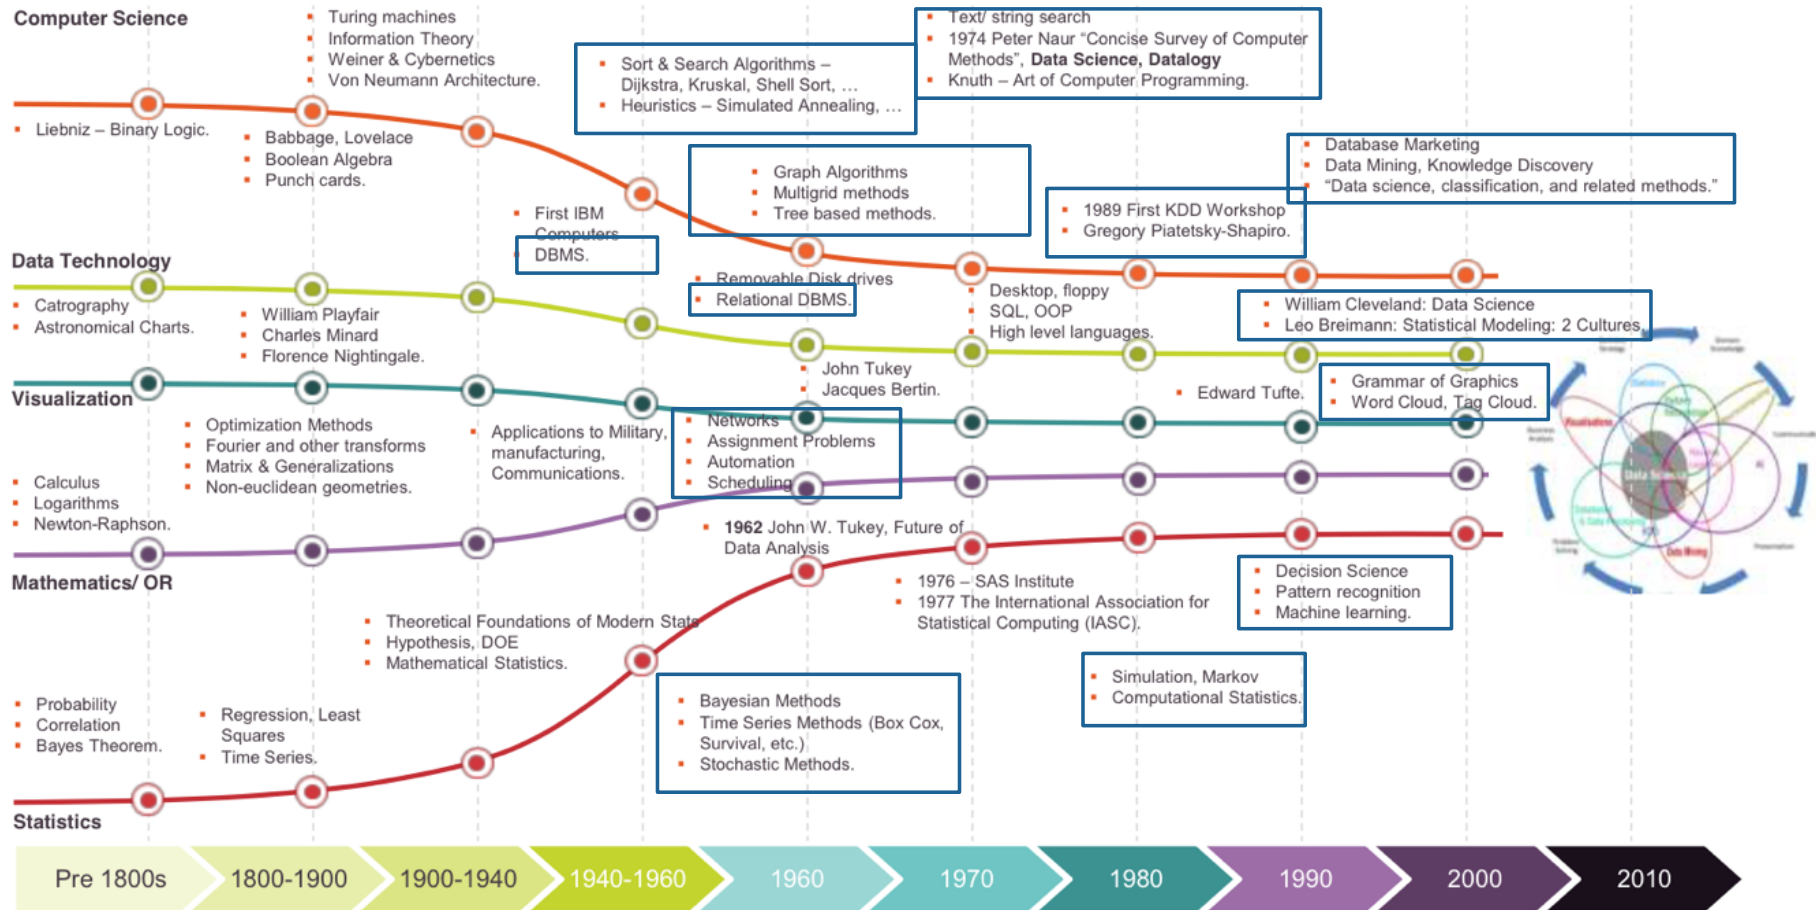 Computer Science
Turing machines
Information Theory
Weiner & Cybernetics
Von Neumann Architecture.
Sort & Search Algorithms –
Dijkstra, Kruskal, Shell Sort, …
Heuristics – Simulated Annealing, …
Text/ string search
1974 Peter Naur “Concise Survey of Computer
Methods”, Data Science, Datalogy
Knuth – Art of Computer Programming.
Liebniz – Binary Logic.
Babbage, Lovelace
Boolean Algebra
Punch cards.
Graph Algorithms
Multigrid methods
Tree based methods.
Database Marketing
Data Mining, Knowledge Discovery
“Data science, classification, and related methods.”
1989 First KDD Workshop
Gregory Piatetsky-Shapiro.
First IBM
Computers
DBMS.
Data Technology
Removable Disk drives
Relational DBMS.
Desktop, floppy
SQL, OOP
High level languages.
William Cleveland: Data Science
Leo Breimann: Statistical Modeling: 2 Cultures.
Catrography
Astronomical Charts.
William Playfair
Charles Minard
Florence Nightingale.
John Tukey
Jacques Bertin.
Edward Tufte.
Grammar of Graphics
Word Cloud, Tag Cloud.
Visualization
Optimization Methods
Fourier and other transforms
Matrix & Generalizations
Non-euclidean geometries.
Applications to Military,
manufacturing,
Communications.
Networks
Assignment Problems
Automation
Scheduling
Calculus
Logarithms
Newton-Raphson.
1962 John W. Tukey, Future of
Data Analysis
Mathematics/ OR
1976 – SAS Institute
1977 The International Association for
Statistical Computing (IASC).
Decision Science
Pattern recognition
Machine learning.
Theoretical Foundations of Modern Stats
Hypothesis, DOE
Mathematical Statistics.
Simulation, Markov
Computational Statistics.
Probability
Correlation
Bayes Theorem.
Regression, Least
Squares
Time Series.
Bayesian Methods
Time Series Methods (Box Cox,
Survival, etc.)
Stochastic Methods.
Statistics
Visualisations
Data Science
AI
KDD
Data Mining
Pre 1800s
1800-1900
1900-1940
1940-1960
1960
1970
1980
1990
2000
2010